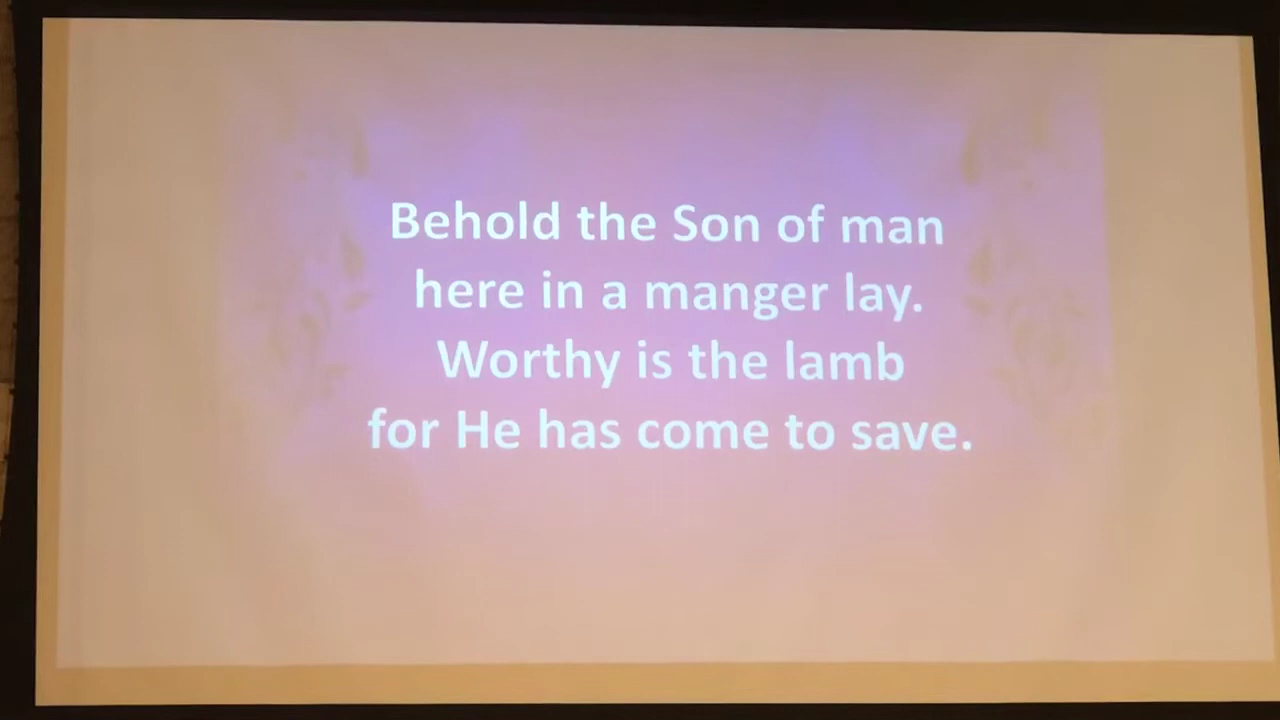 Behold the Son of man
here in a manger lay.
Worthy is the lamb
for He has come to save.